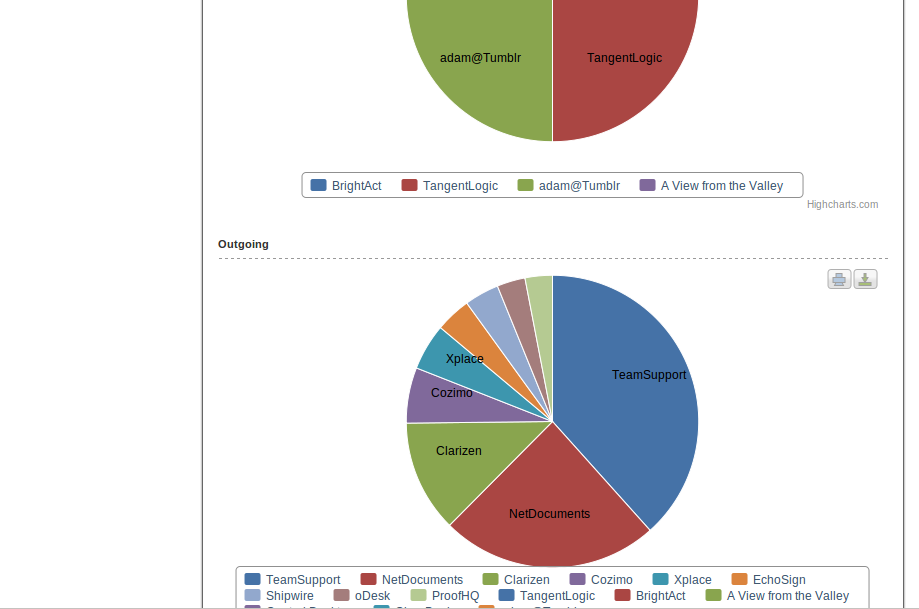 adam@Tumblr TangentLogic
BrightAct TangentLogic adam@Tumblr A View from the Valley
Highcharts.com
Outgoing
Xplace
TeamSupport
Cozimo
Clarizen
NetDocuments
TeamSupport NetDocuments Clarizen Cozimo Xplace EchoSign
Shipwire oDesk ProofHQ TangentLogic BrightAct A View from the Valley